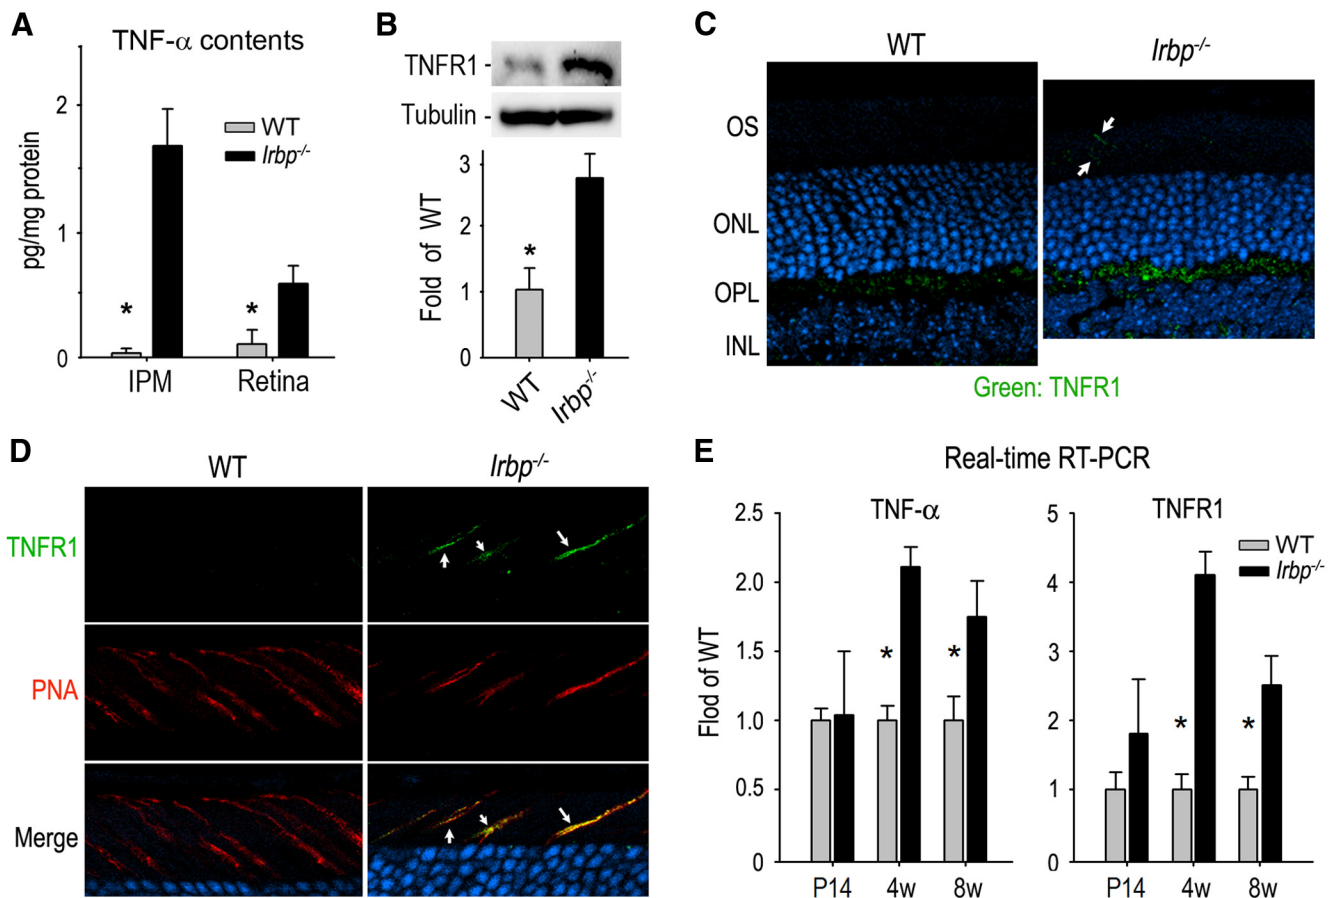 A
TNF-α contents
pg/mg protein
2
1
0
WT
Irbp-/-
*
*
IPM
Retina
B
TNFR1 -
Tubulin -
Fold of WT
3
2
1
0
*
WT
Irbp-/-
C
WT
Irbp-/-
OS
ONL
OPL
INL
Green: TNFR1
D
WT
Irbp-/-
TNFR1
PNA
Merge
E
Real-time RT-PCR
TNF-α
Flod of WT
2.5
2.0
1.5
1.0
0.5
0
*
*
P14
4w
8w
TNFR1
5
4
3
2
1
0
WT
Irbp-/-
*
*
P14
4w
8w